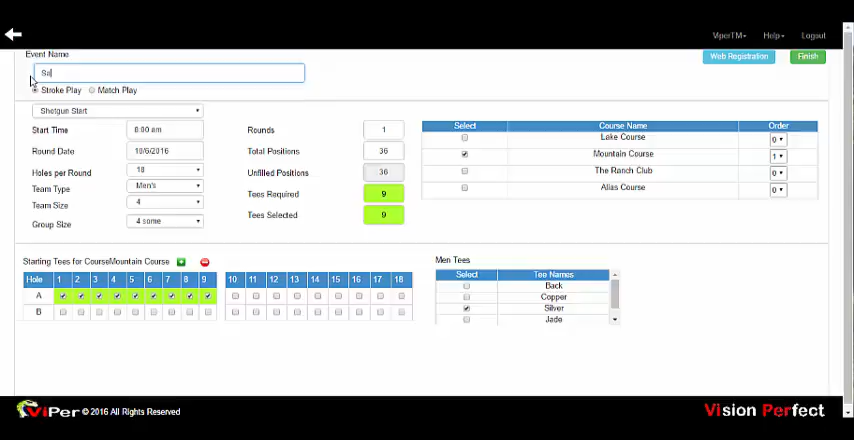 ViperTM Help Logout
Event Name
Web Registration Finish
Sa
Stroke Play Match Play
Shotgun Start
Start Time 8:00 am
Round Date 10/6/2016
Holes per Round 18
Team Type Men's
Team Size 4
Group Size 4 some
Rounds 1
Total Positions 36
Unfilled Positions 36
Tees Required 9
Tees Selected 9
Select Course Name Order
Lake Course 0
Mountain Course 1
The Ranch Club 0
Alias Course 0
Starting Tees for CourseMountain Course
Hole 1 2 3 4 5 6 7 8 9 10 11 12 13 14 15 16 17 18
A
B
Men Tees
Select Tee Names
Back
Copper
Silver
Jade
ViPer © 2016 All Rights Reserved
Vision Perfect